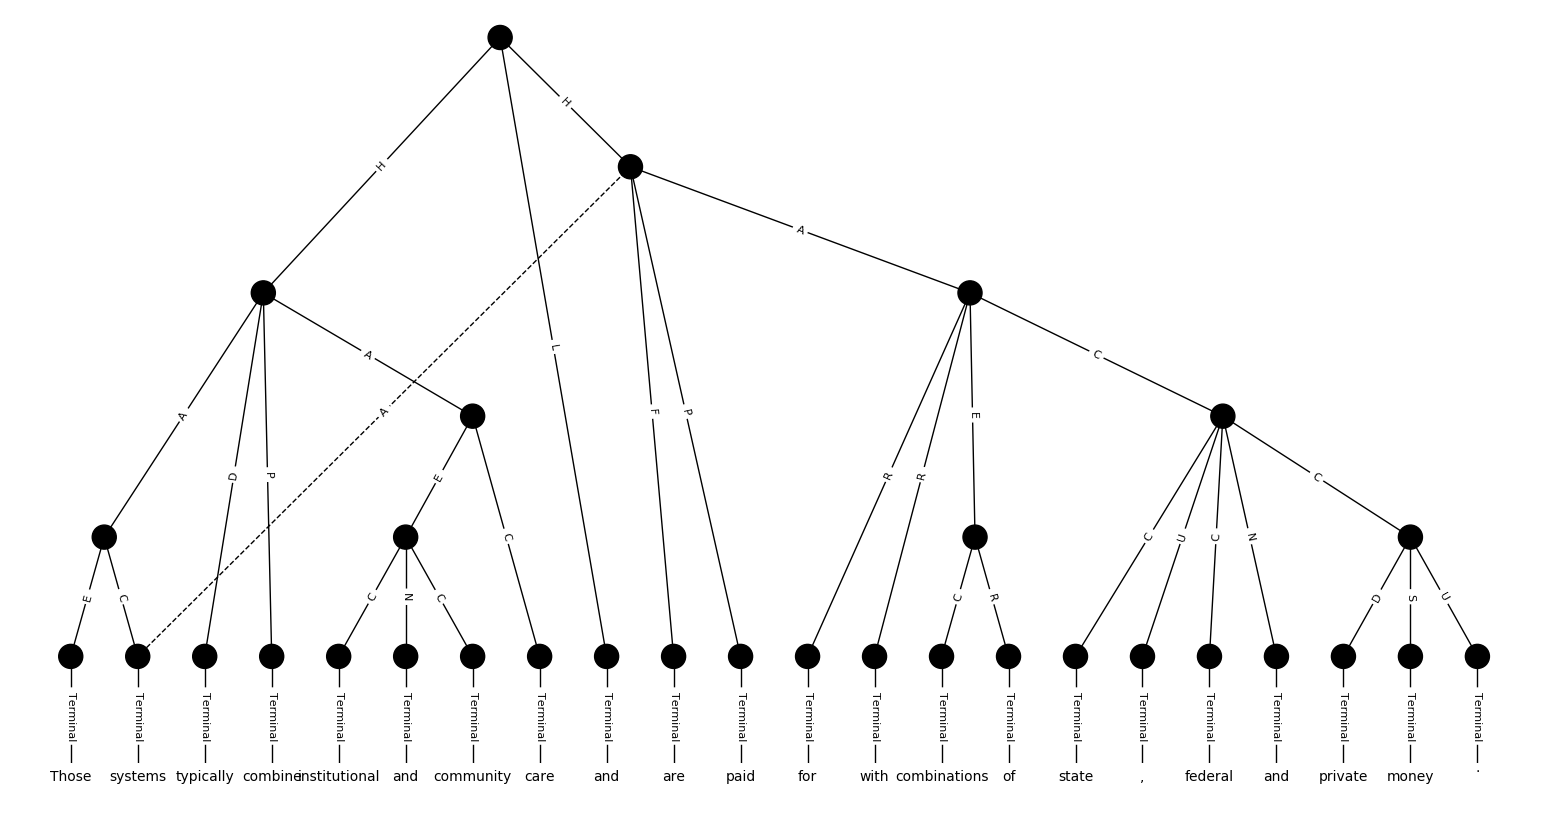 H
H
A
L
A
C
A
A
F
P
E
D
P
E
R
R
C
C
C
U
C
N
E
C
C
N
C
C
R
D
S
U
Terminal Terminal Terminal Terminal Terminal Terminal Terminal Terminal Terminal Terminal Terminal Terminal Terminal Terminal Terminal Terminal Terminal Terminal Terminal Terminal Terminal Terminal
Those systems typically combine institutional and community care and are paid for with combinations of state , federal and private money .